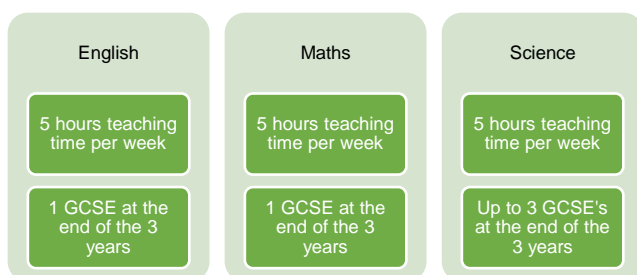 English
5 hours teaching
time per week
1 GCSE at the
end of the 3
years
Maths
5 hours teaching
time per week
1 GCSE at the
end of the 3
years
Science
5 hours teaching
time per week
Up to 3 GCSE's
at the end of the
3 years